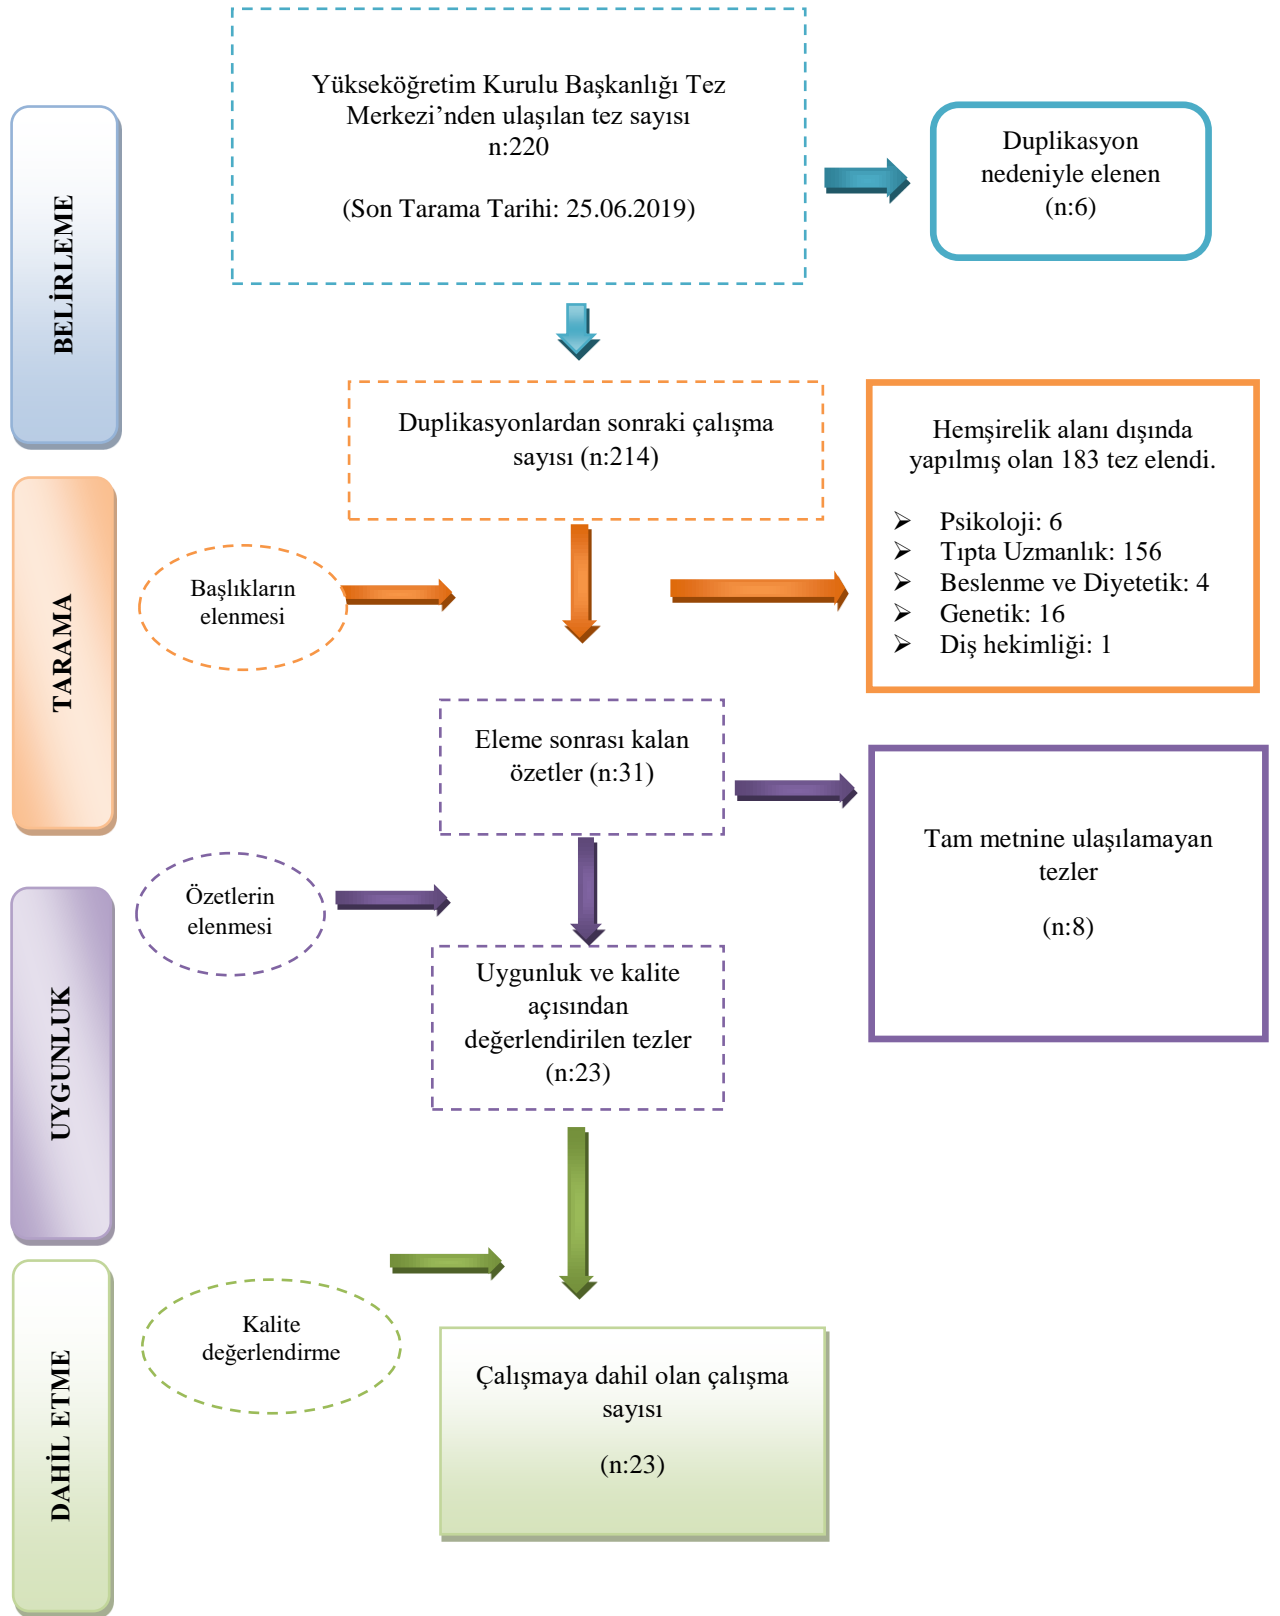 Yükseköğretim Kurulu Başkanlığı Tez
Merkezi’nden ulaşılan tez sayısı
n:220
(Son Tarama Tarihi: 25.06.2019)
Duplikasyon
nedeniyle elenen
(n:6)
BELİRLEME
Duplikasyonlardan sonraki çalışma
sayısı (n:214)
Hemşirelik alanı dışında
yapılmış olan 183 tez elendi.
➢ Psikoloji: 6
➢ Tıpta Uzmanlık: 156
➢ Beslenme ve Diyetetik: 4
➢ Genetik: 16
➢ Diş hekimliği: 1
TARAMA
Başlıkların
elenmesi
Eleme sonrası kalan
özetler (n:31)
Tam metnine ulaşılamayan
tezler
(n:8)
UYGUNLUK
Özetlerin
elenmesi
Uygunluk ve kalite
açısından
değerlendirilen tezler
(n:23)
DAHİL ETME
Kalite
değerlendirme
Çalışmaya dahil olan çalışma
sayısı
(n:23)